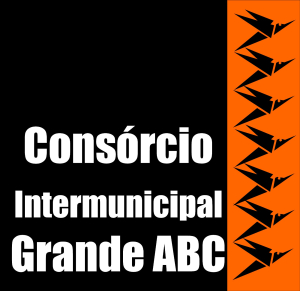 Consórcio
Intermunicipal
Grande ABC